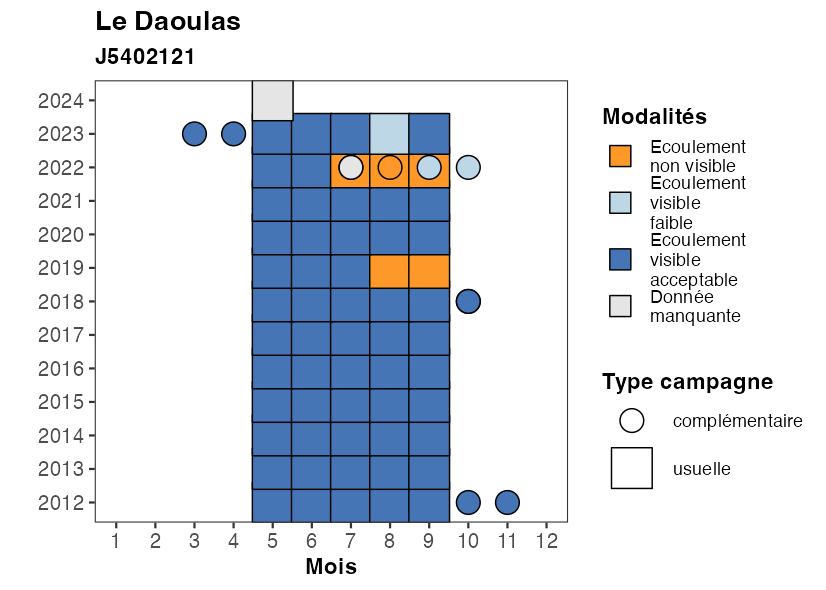 Le Daoulas
J5402121
2024
2023
2022
2021
2020
2019
2018
2017
2016
2015
2014
2013
2012
1 2 3 4 5 6 7 8 9 10 11 12
Mois
Modalités
Ecoulement
non visible
Ecoulement
visible
faible
Ecoulement
visible
acceptable
Donnée
manquante
Type campagne
complémentaire
usuelle